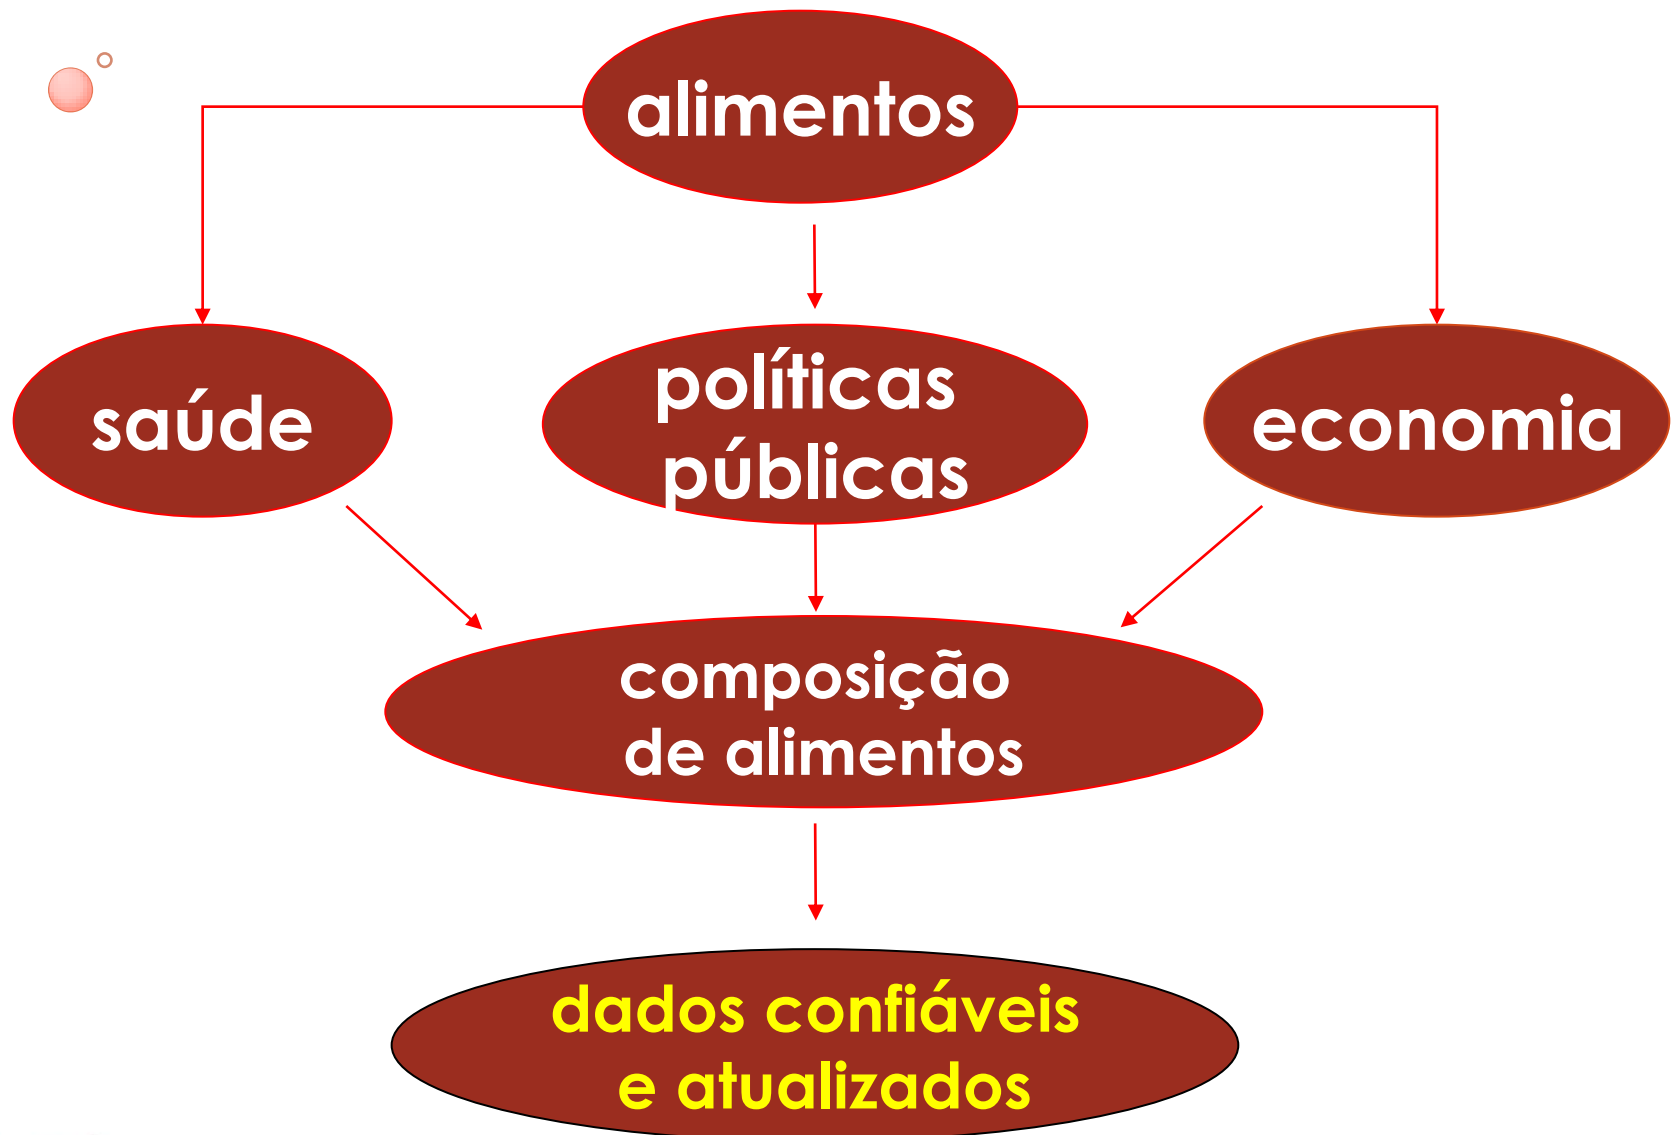 alimentos
saúde
políticas
públicas
economia
composição
de alimentos
dados confiáveis
e atualizados